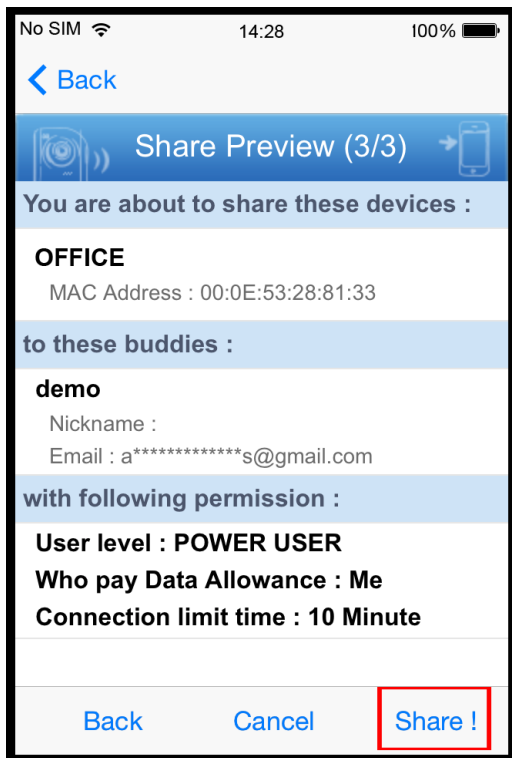 No SIM 14:28 100%
Back
Share Preview (3/3)
You are about to share these devices :
OFFICE
MAC Address : 00:0E:53:28:81:33
to these buddies :
demo
Nickname :
Email : a*************s@gmail.com
with following permission :
User level : POWER USER
Who pay Data Allowance : Me
Connection limit time : 10 Minute
Back Cancel Share !